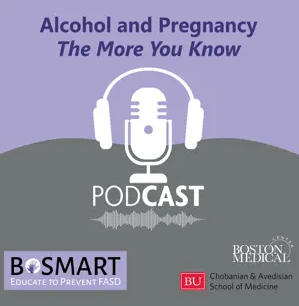 Alcohol and Pregnancy
The More You Know
PODCAST
BOSMART
EDUCATE TO PREVENT FASD
BOSTON
MEDICAL
CENTER
BU
Chobanian & Avedisian
School of Medicine